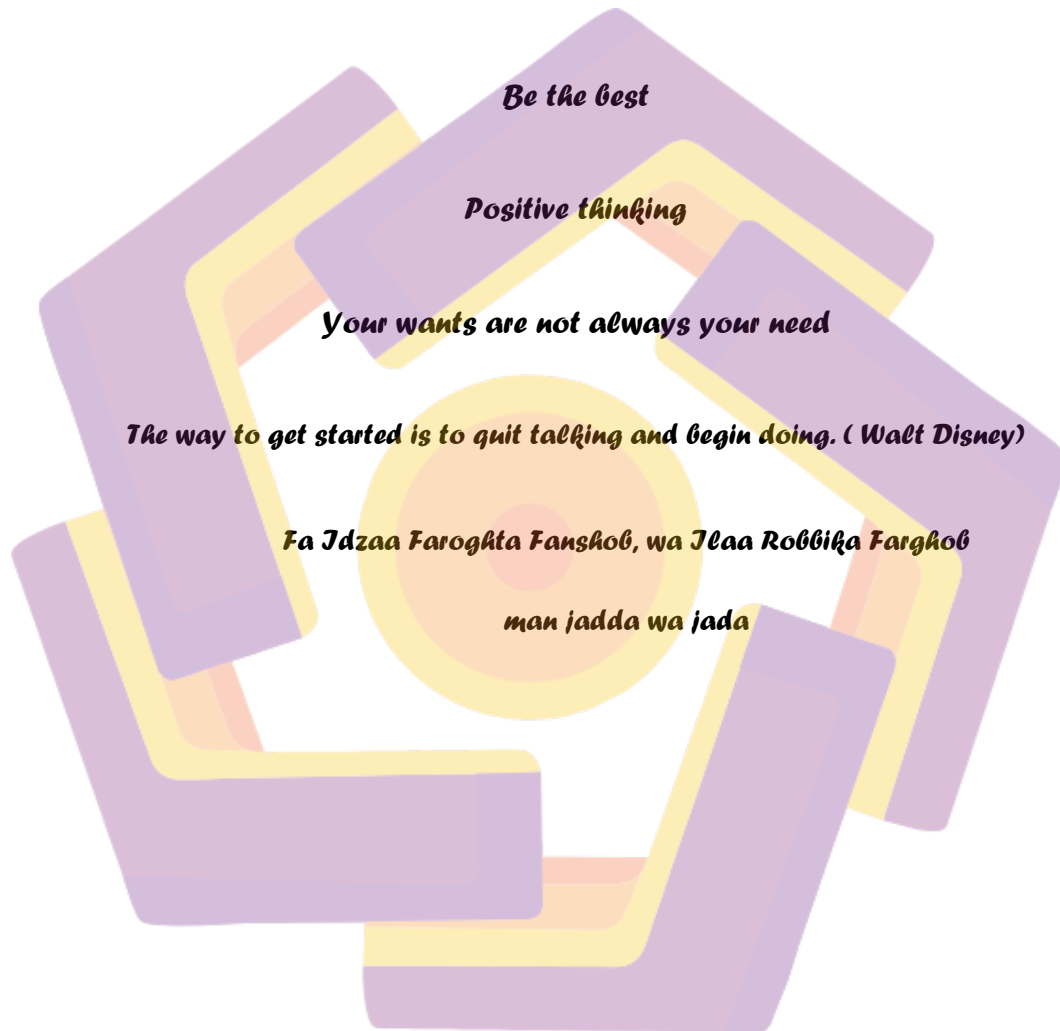 Be the best
Positive thinking
Your wants are not always your need
The way to get started is to quit talking and begin doing. ( Walt Disney)
Fa Idzaa Faroghta Fanshob, wa Ilaa Robbika Farghob
man jadda wa jada